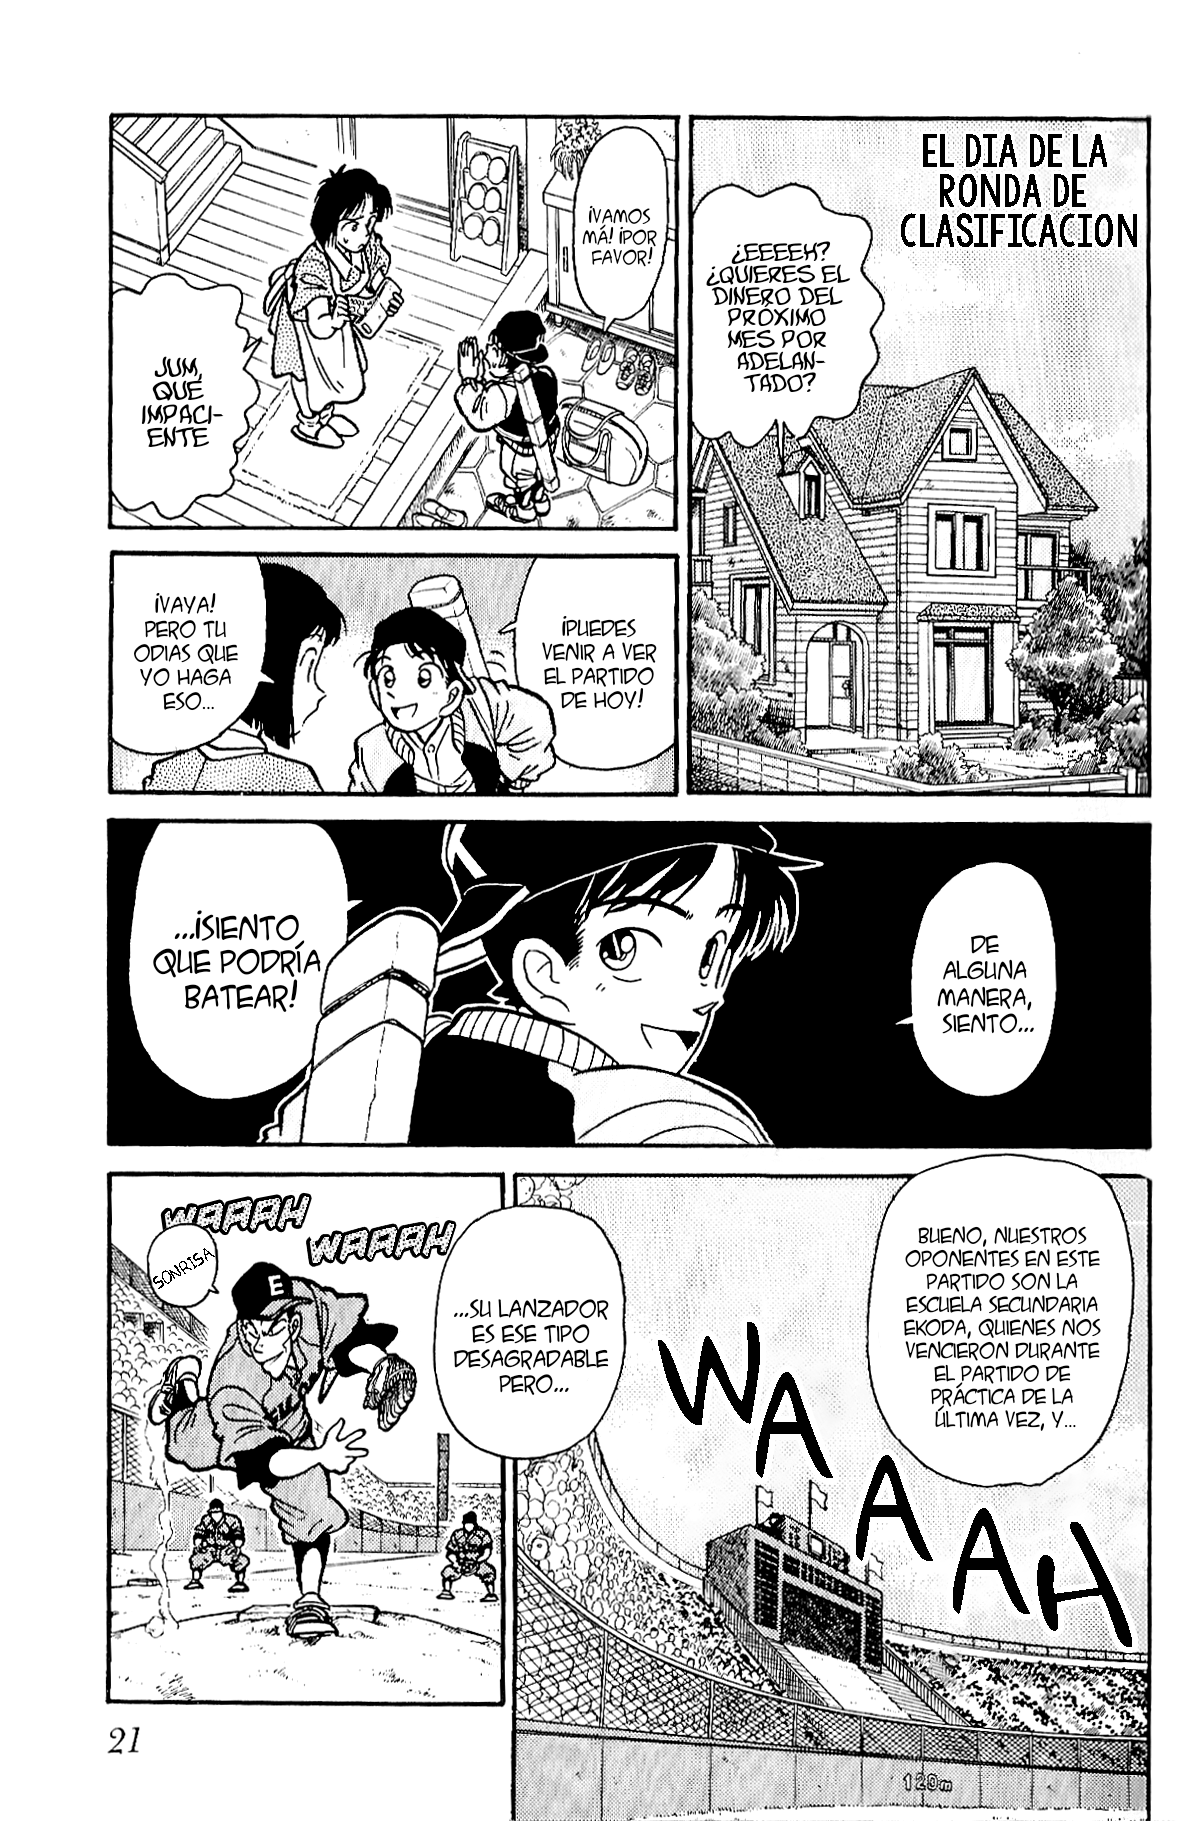 EL DIA DE LA
RONDA DE
CLASIFICACION
¿EEEEH?
¿QUIERES EL
DINERO DEL
PRÓXIMO
MES POR
ADELAN-
TADO?
¡VAMOS
MÁ! ¡POR
FAVOR!
JUM,
QUE
IMPACI-
ENTE
¡PUEDES
VENIR A VER
EL PARTIDO
DE HOY!
¡VAYA!
PERO TU
ODIAS QUE
YO HAGA
ESO...
DE
ALGUNA
MANERA,
SIENTO...
...¡SIENTO
QUE PODRÍA
BATEAR!
BUENO, NUESTROS
OPONENTES EN ESTE
PARTIDO SON LA
ESCUELA SECUNDARIA
EKODA, QUIENES NOS
VENCIERON DURANTE
EL PARTIDO DE
PRÁCTICA DE LA
ÚLTIMA VEZ, Y...
WAAAH
120m
...SU LANZADOR
ES ESE TIPO
DESAGRADABLE
PERO...
WAAAH
WAAAH
SONRISA
E
21